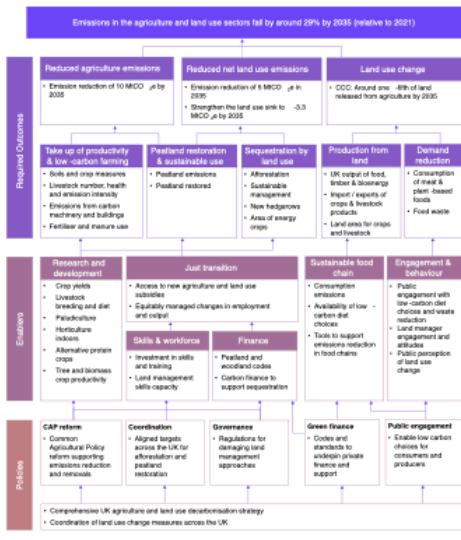 Emissions in the agriculture and land use sectors fall by around 29% by 2035 (relative to 2021)
Required Outcomes
Reduced agriculture emissions
• Emission reduction of 10 MtCO₂e by
2035
Reduced net land use emissions
• Emission reduction of 5 MtCO₂e in
2035
• Strengthen the land use sink to -3.3
MtCO₂e by 2035
Land use change
• CCC: Around one -fifth of land
released from agriculture by 2035
Take up of productivity
& low -carbon farming
• Soils and crop measures
• Livestock number, health
and emission intensity
• Emissions from carbon
machinery and buildings
• Fertiliser and manure use
Peatland restoration
& sustainable use
• Peatland emissions
• Peatland restored
Sequestration by
land use
• Afforestation
• Sustainable
management
• New hedgerows
• Area of energy
crops
Production from
land
• UK output of food,
timber & bioenergy
• Import / exports of
crops & livestock
products
• Land area for crops
and livestock
Demand
reduction
• Consumption
of meat &
plant -based
foods
• Food waste
Enablers
Research and
development
• Crop yields
• Livestock
breeding and diet
• Paludiculture
• Horticulture
indoors
• Alternative protein
crops
• Tree and biomass
crop productivity
Just transition
• Access to new agriculture and land use
subsidies
• Equitably managed changes in employment
and output
Skills & workforce
• Investment in skills
and training
• Land management
skills capacity
Finance
• Peatland and
woodland codes
• Carbon finance to
support sequestration
Sustainable food
chain
• Consumption
emissions
• Availability of low -
carbon diet
choices
• Tools to support
emissions reduction
in food chains
Engagement &
behaviour
• Public
engagement with
low -carbon diet
choices and waste
reduction
• Land manager
engagement and
attitudes
• Public perception
of land use
change
Policies
CAP reform
• Common
Agricultural Policy
reform supporting
emissions reduction
and removals
Coordination
• Aligned targets
across the UK for
afforestation and
peatland
restoration
Governance
• Regulations for
damaging land
management
approaches
Green finance
• Codes and
standards to
underpin private
finance and
support
Public engagement
• Enable low carbon
choices for
consumers and
producers
• Comprehensive UK agriculture and land use decarbonisation strategy
• Coordination of land use change measures across the UK